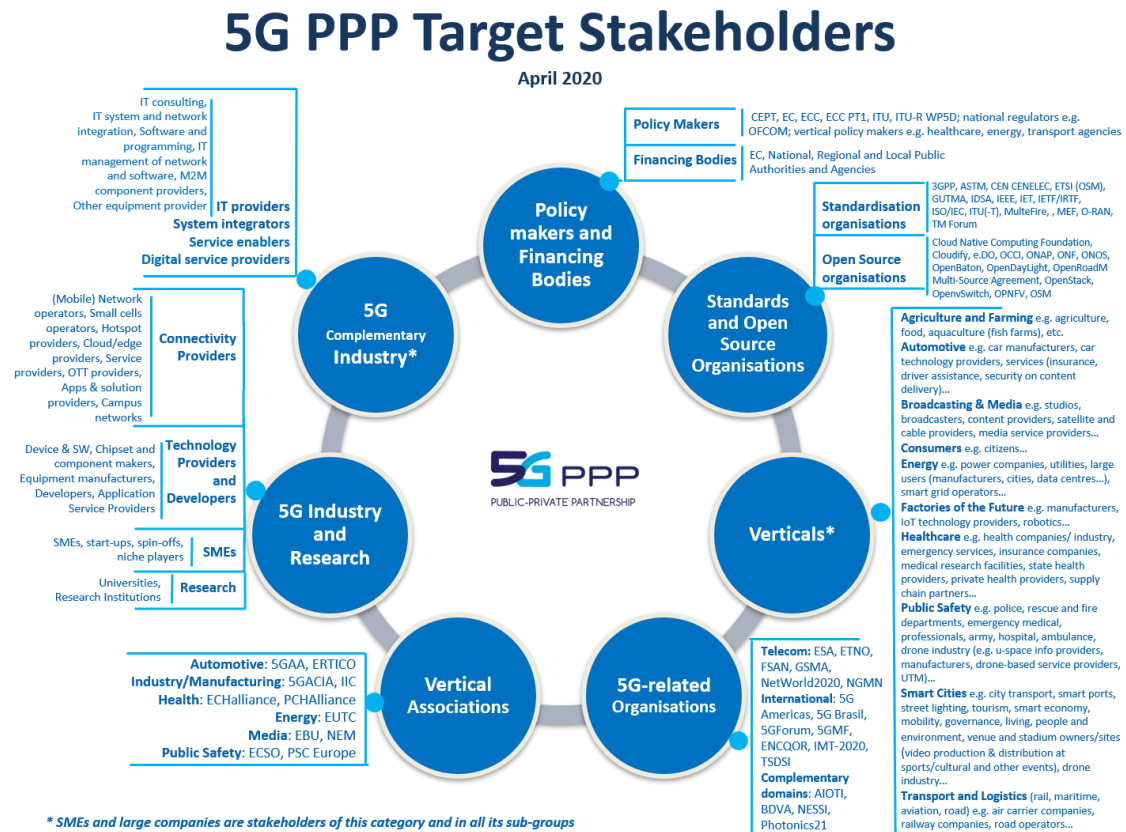 5G PPP Target Stakeholders
April 2020
IT consulting,
IT system and network
integration, Software and
programming, IT
management of network
and software, M2M
component providers,
Other equipment provider
IT providers
System integrators
Service enablers
Digital service providers
Policy Makers
CEPT, EC, ECC, ECC PT1, ITU, ITU-R WP5D; national regulators e.g.
OFCOM; vertical policy makers e.g. healthcare, energy, transport agencies
Financing Bodies
EC, National, Regional and Local Public
Authorities and Agencies
Policy
makers and
Financing
Bodies
Standardisation
organisations
3GPP, ASTM, CEN CENELEC, ETSI (OSM),
GUTMA, IDSA, IEEE, IET, IETF/IRTF,
ISO/IEC, ITU(-T), MulteFire, , MEF, O-RAN,
TM Forum
Open Source
organisations
Cloud Native Computing Foundation,
Cloudify, e.DO, OCCI, ONAP, ONF, ONOS,
OpenBaton, OpenDayLight, OpenRoadM
Multi-Source Agreement, OpenStack,
OpenvSwitch, OPNFV, OSM
5G
Complementary
Industry*
Standards
and Open
Source
Organisations
(Mobile) Network
operators, Small cells
operators, Hotspot
providers, Cloud/edge
providers, Service
providers, OTT providers,
Apps & solution
providers, Campus
networks
Connectivity
Providers
Device & SW, Chipset and
component makers,
Equipment manufacturers,
Developers, Application
Service Providers
Technology
Providers
and
Developers
SMEs, start-ups, spin-offs,
niche players
SMEs
Universities,
Research Institutions
Research
5G Industry
and
Research
5G PPP
PUBLIC-PRIVATE PARTNERSHIP
Verticals*
Agriculture and Farming e.g. agriculture,
food, aquaculture (fish farms), etc.
Automotive e.g. car manufacturers, car
technology providers, services (insurance,
driver assistance, security on content
delivery)...
Broadcasting & Media e.g. studios,
broadcasters, content providers, satellite and
cable providers, media service providers...
Consumers e.g. citizens...
Energy e.g. power companies, utilities, large
users (manufacturers, cities, data centres...),
smart grid operators...
Factories of the Future e.g. manufacturers,
IoT technology providers, robotics...
Healthcare e.g. health companies/ industry,
emergency services, insurance companies,
medical research facilities, state health
providers, private health providers, supply
chain partners...
Public Safety e.g. police, rescue and fire
departments, emergency medical,
professionals, army, hospital, ambulance,
drone industry (e.g. u-space info providers,
manufacturers, drone-based service providers,
UTM)...
Smart Cities e.g. city transport, smart ports,
street lighting, tourism, smart economy,
mobility, governance, living, people and
environment, venue and stadium owners/sites
(video production & distribution at
sports/cultural and other events), drone
industry...
Transport and Logistics (rail, maritime,
aviation, road) e.g. air carrier companies,
railway companies, road operators...
Automotive: 5GAA, ERTICO
Industry/Manufacturing: 5GACIA, IIC
Health: ECHalliance, PCHAlliance
Energy: EUTC
Media: EBU, NEM
Public Safety: ECSO, PSC Europe
Vertical
Associations
5G-related
Organisations
Telecom: ESA, ETNO,
FSAN, GSMA,
NetWorld2020, NGMN
International: 5G
Americas, 5G Brasil,
5GForum, 5GMF,
ENCQOR, IMT-2020,
TSDSI
Complementary
domains: AIOTI,
BDVA, NESSI,
Photonics21
* SMEs and large companies are stakeholders of this category and in all its sub-groups